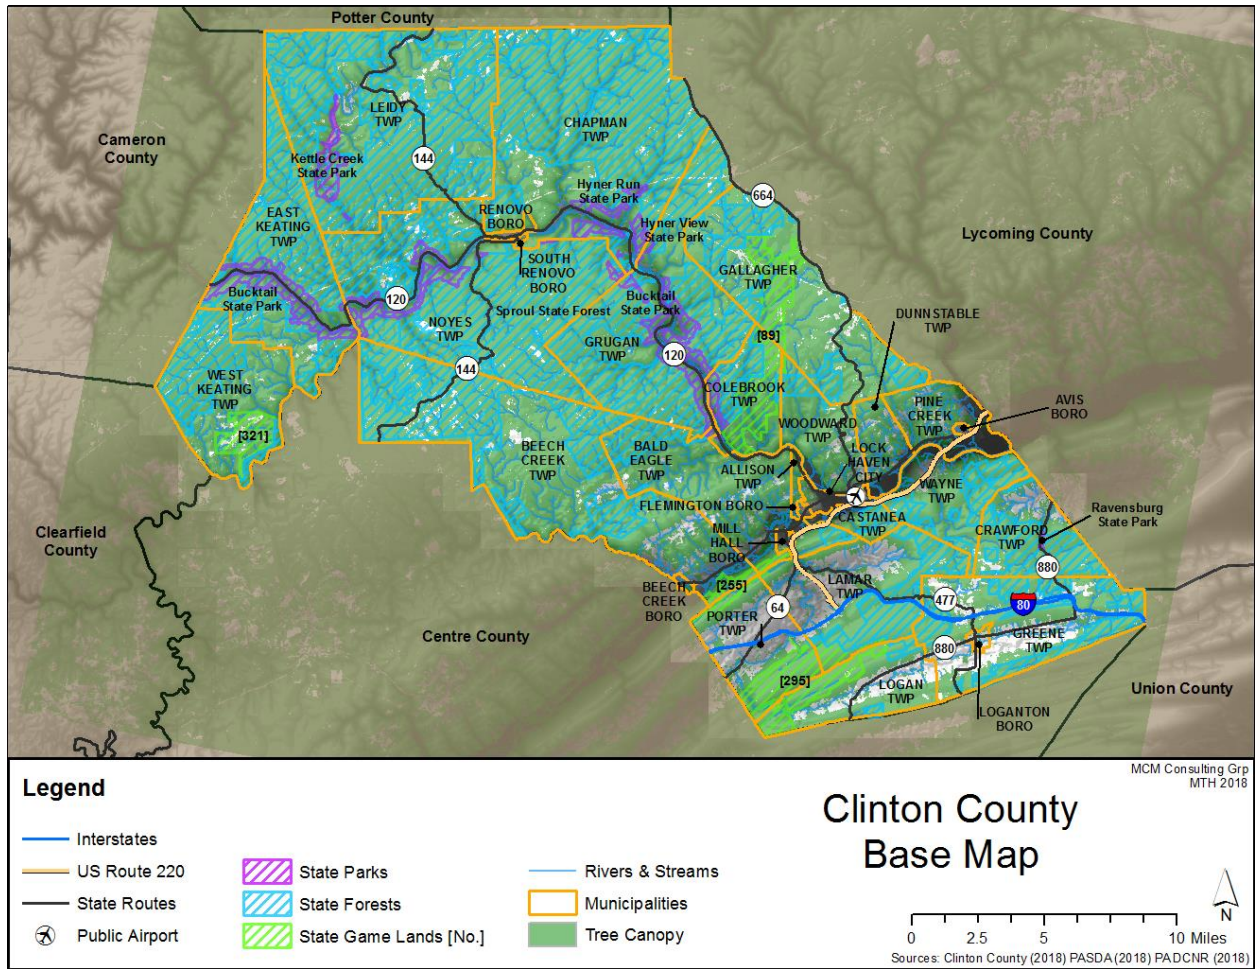 Potter County
Cameron
County
Lycoming County
Clearfield
County
Centre County
Union County
LEIDY
TWP
CHAPMAN
TWP
Kettle Creek
State Park
144
Hyner Run
State Park
664
EAST
KEATING
TWP
RENOVO
BORO
Hyner View
State Park
SOUTH
RENOVO
BORO
GALLAGHER
TWP
Bucktail
State Park
120
NOYES
TWP
Sproul State Forest
Bucktail
State Park
DUNNSTABLE
TWP
[89]
GRUGAN
TWP
120
144
WEST
KEATING
TWP
[321]
COLEBROOK
TWP
PINE
CREEK
TWP
AVIS
BORO
WOODWARD
TWP
BEECH
CREEK
TWP
BALD
EAGLE
TWP
LOCK
HAVEN
CITY
ALLISON
TWP
WAYNE
TWP
FLEMINGTON BORO
CASTANEA
TWP
Ravensburg
State Park
MILL
HALL
BORO
CRAWFORD
TWP
880
BEECH
CREEK
BORO
[255]
LAMAR
TWP
477
80
PORTER
TWP
64
GREENE
TWP
880
[295]
LOGAN
TWP
LOGANTON
BORO
Legend
Interstates
US Route 220
State Routes
Public Airport
State Parks
State Forests
State Game Lands [No.]
Rivers & Streams
Municipalities
Tree Canopy
Clinton County
Base Map
MCM Consulting Grp
MTH 2018
N
0 2.5 5 10 Miles
Sources: Clinton County (2018) PASDA (2018) PADCNR (2018)